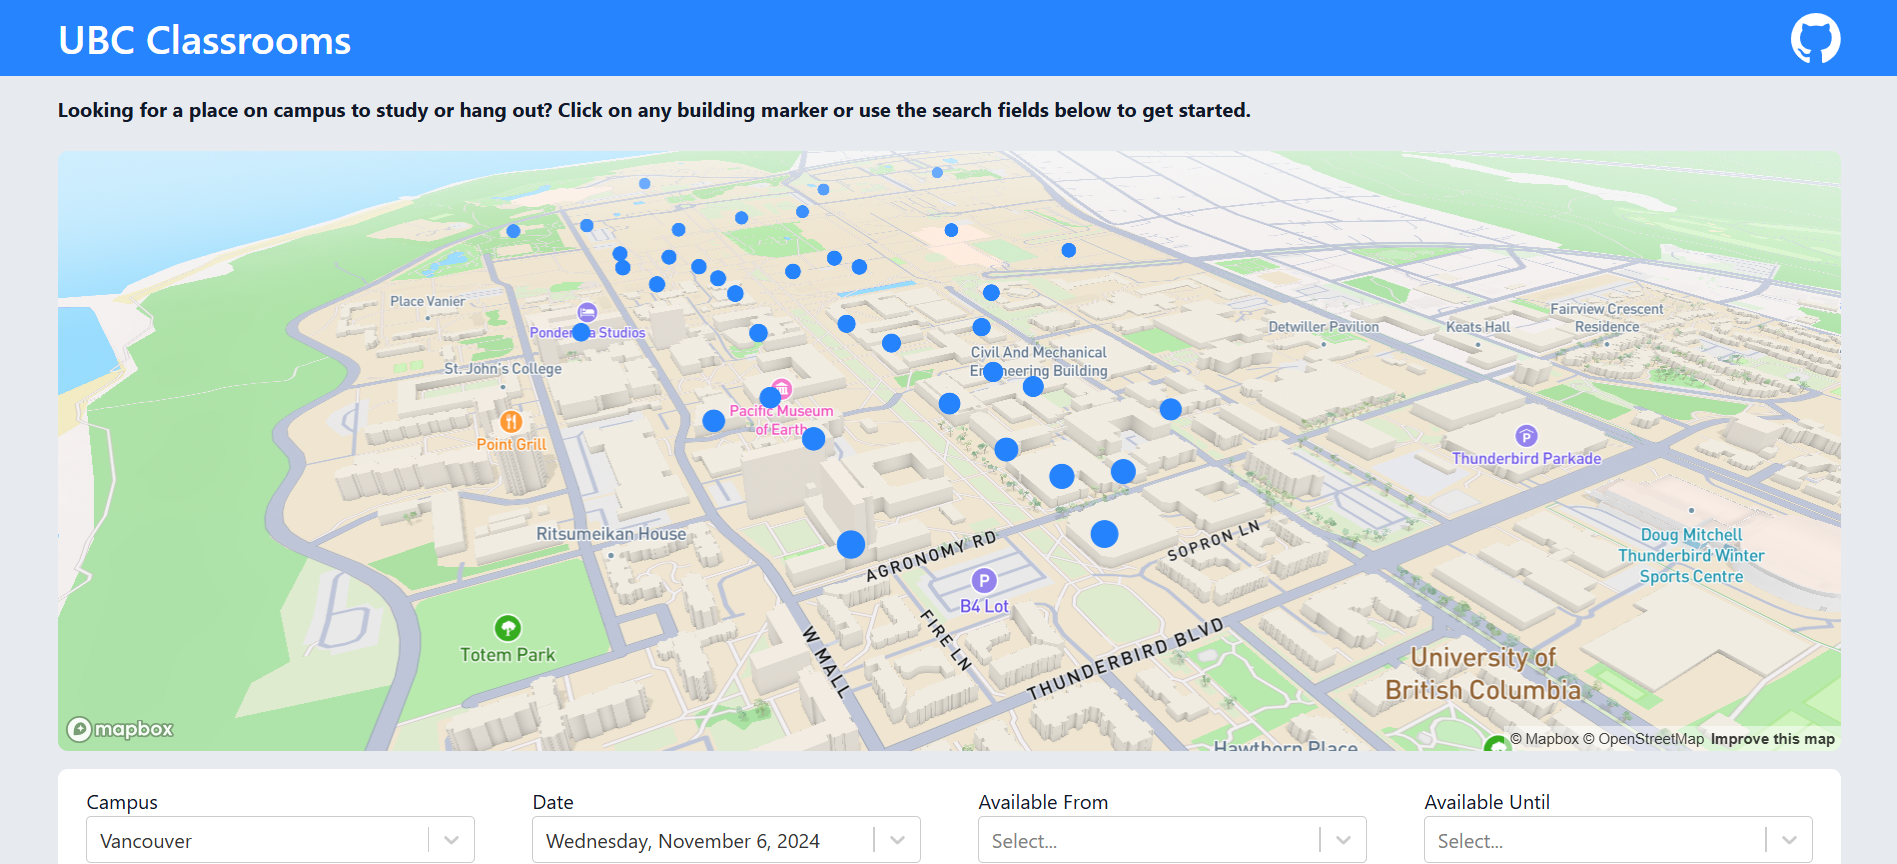 UBC Classrooms
Looking for a place on campus to study or hang out? Click on any building marker or use the search fields below to get started.
Place Vanier
Studios
St. John's College
Point Grill
Pacific Museum
of Earth
Civil And Mechanical
Building
Detwiller Pavilion
Keats Hall
Fairview Crescent
Residence
Thunderbird Parkade
Ritsumeikan House
AGRONOMY RD
SOPRON LN
Doug Mitchell
Thunderbird Winter
Sports Centre
B4 Lot
FIRE LN
W MALL
THUNDERBIRD BLVD
Totem Park
University of
British Columbia
Hawthorn Place
mapbox
© Mapbox © OpenStreetMap Improve this map
Campus
Vancouver
Date
Wednesday, November 6, 2024
Available From
Select...
Available Until
Select...